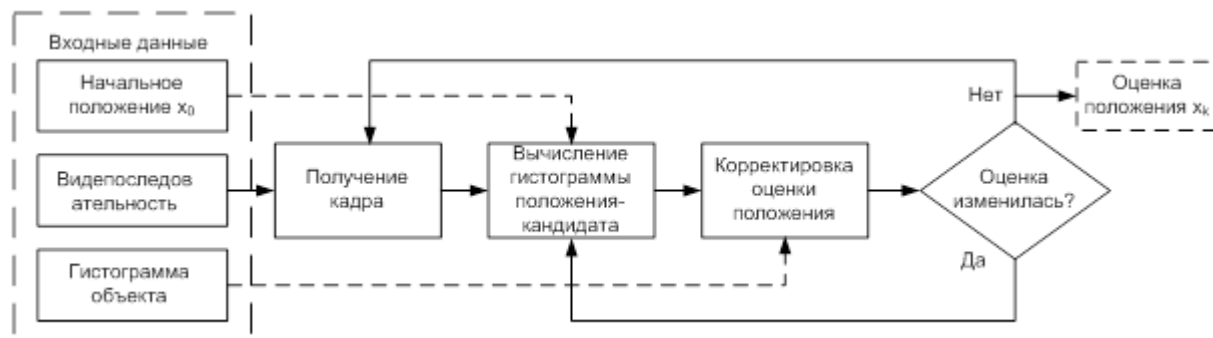 Входные данные
Начальное
положение x₀
Видепоследов
ательность
Гистограмма
объекта
Получение
кадра
Вычисление
гистограммы
положения-
кандидата
Корректировка
оценки
положения
Оценка
изменилась?
Нет
Да
Оценка
положения xₖ